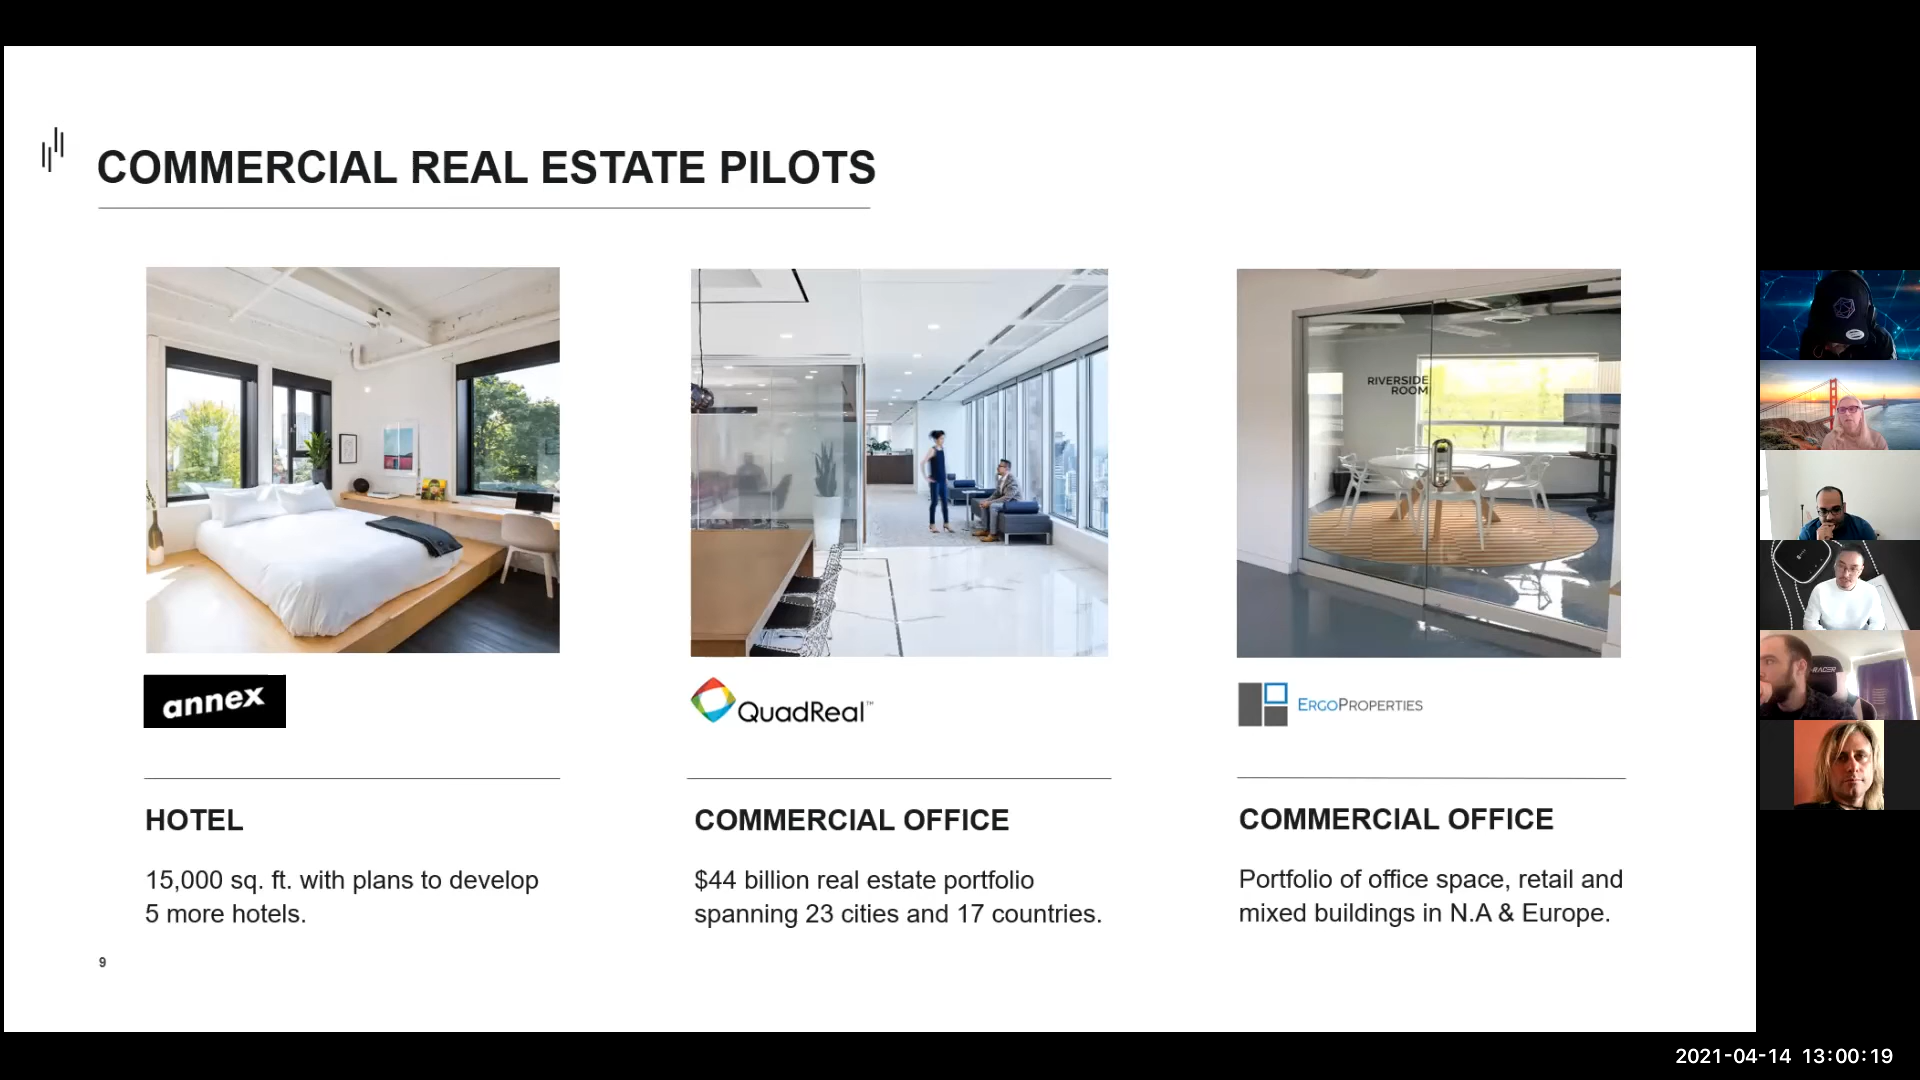 COMMERCIAL REAL ESTATE PILOTS
RIVERSIDE
ROOM
annex
QuadReal™
ERGOPROPERTIES
HOTEL
15,000 sq. ft. with plans to develop
5 more hotels.
COMMERCIAL OFFICE
$44 billion real estate portfolio
spanning 23 cities and 17 countries.
COMMERCIAL OFFICE
Portfolio of office space, retail and
mixed buildings in N.A & Europe.
9
2021-04-14 13:00:19